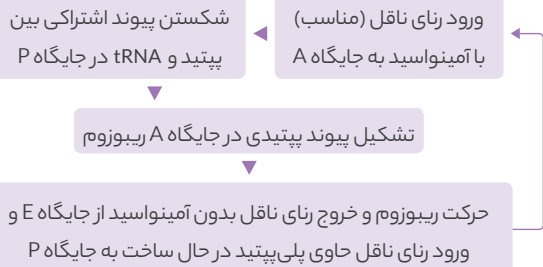 ورود رنای ناقل (مناسب)
با آمینواسید به جایگاه A
شکستن پیوند اشتراکی بین
پپتید و tRNA در جایگاه P
تشکیل پیوند پپتیدی در جایگاه A ریبوزوم
حرکت ریبوزوم و خروج رنای ناقل بدون آمینواسید از جایگاه E و
ورود رنای ناقل حاوی پلی‌پپتید در حال ساخت به جایگاه P